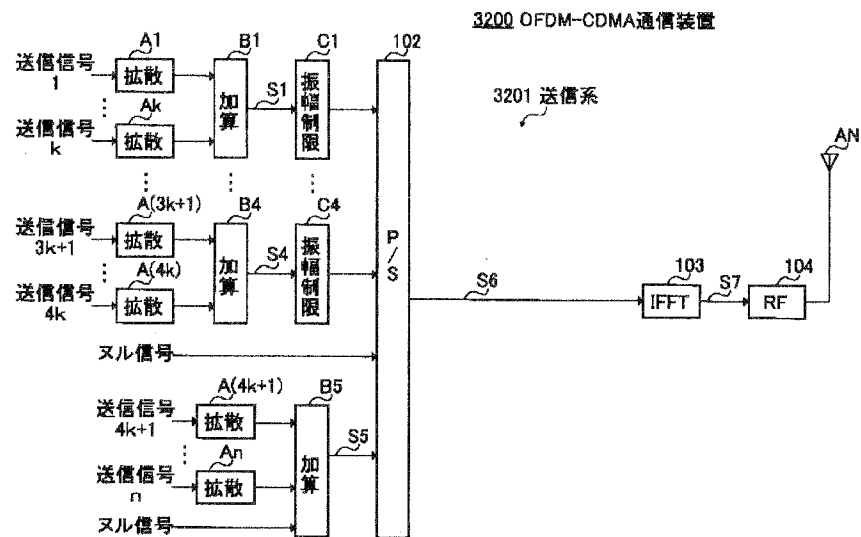 3200 OFDM-CDMA通信装置
3201 送信系
A1
B1
C1
102
送信信号
1
拡散
加算
S1
振幅制限
Ak
送信信号
k
拡散
A(3k+1)
B4
C4
送信信号
3k+1
拡散
加算
S4
振幅制限
A(4k)
送信信号
4k
拡散
ヌル信号
P/S
S6
103
IFFT
S7
104
RF
AN
A(4k+1)
B5
送信信号
4k+1
拡散
加算
S5
An
送信信号
n
拡散
ヌル信号